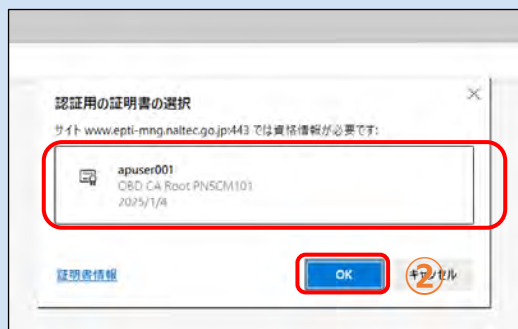 認証用の証明書の選択
サイト www.epti-mng.naltec.go.jp:443 では資格情報が必要です:
apuser001
OBD CA Root PNSCM101
2025/1/4
証明書情報
OK
キャンセル
②